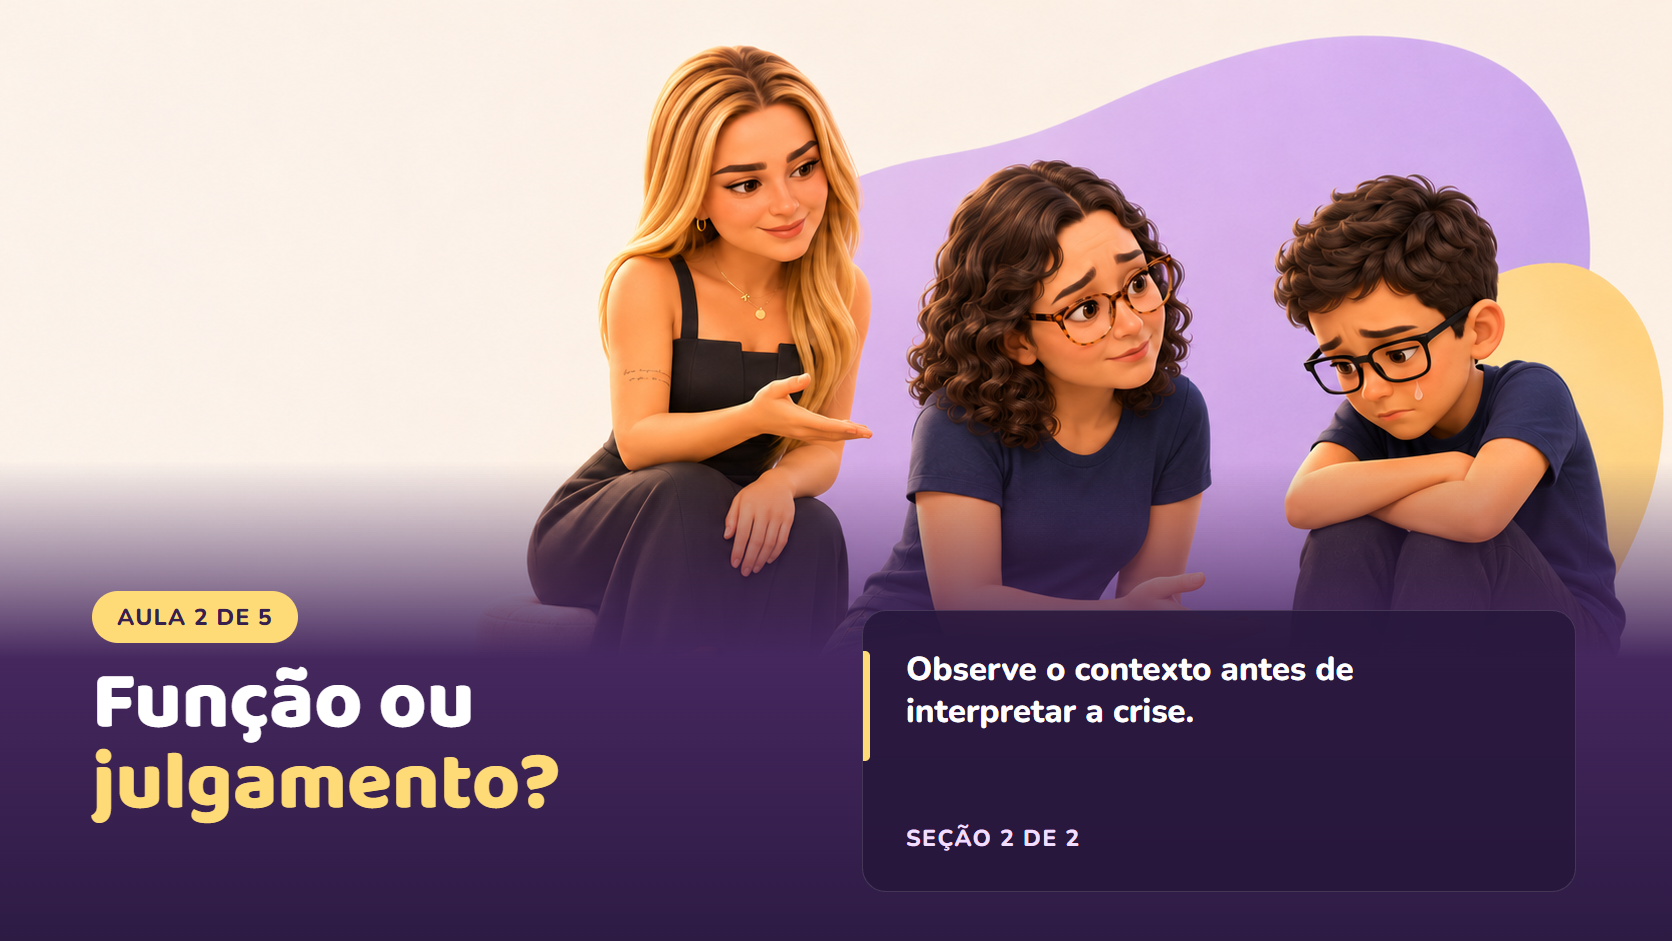 AULA 2 DE 5
Função ou
julgamento?
Observe o contexto antes de
interpretar a crise.
SEÇÃO 2 DE 2